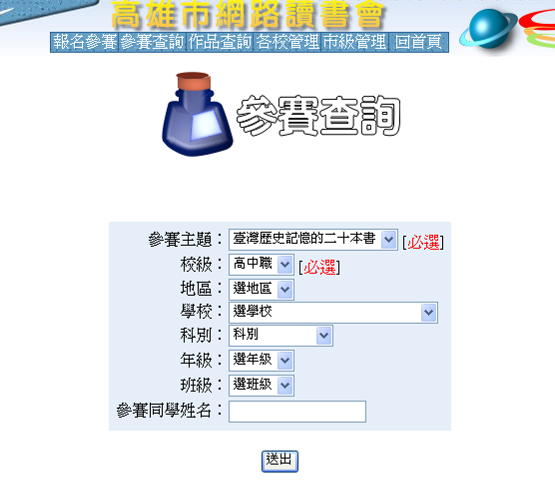 高雄市網路讀書會
報名參賽 參賽查詢 作品查詢 各校管理 市級管理 回首頁
參賽查詢
參賽主題： 臺灣歷史記憶的二十本書 [必選]
校級： 高中職 [必選]
地區： 選地區
學校： 選學校
科別： 科別
年級： 選年級
班級： 選班級
參賽同學姓名：
送出